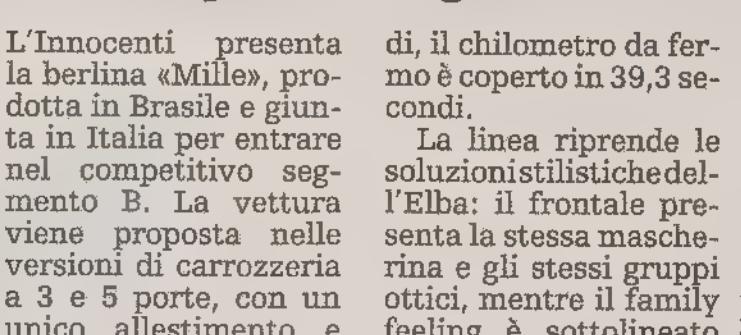 L'Innocenti presenta
la berlina «Mille», pro-
dotta in Brasile e giun-
ta in Italia per entrare
nel competitivo seg-
mento B. La vettura
viene proposta nelle
versioni di carrozzeria
a 3 e 5 porte, con un
unico allestimento e
di, il chilometro da fer-
mo è coperto in 39,3 se-
condi.
La linea riprende le
soluzioni stilistiche del-
l'Elba: il frontale pre-
senta la stessa masche-
rina e gli stessi gruppi
ottici, mentre il family
feeling è sottolineato